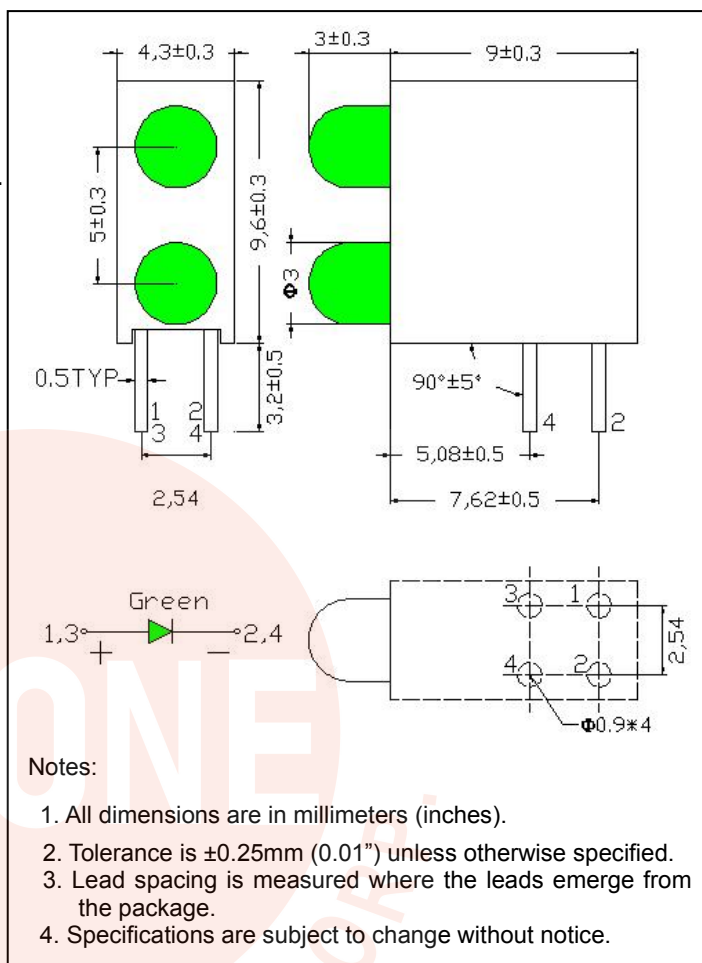 4,3±0.3
3±0.3
9±0.3
5±0.3
9,6±0.3
Φ3
0.5TYP
1 2
3 4
3,2±0.5
90°±5°
4 2
5,08±0.5
2,54
7,62±0.5
Green
1,3 2,4
+ −
3 1
4 2
2,54
Φ0.9*4
ONE
ORP.
Notes:
1. All dimensions are in millimeters (inches).
2. Tolerance is ±0.25mm (0.01”) unless otherwise specified.
3. Lead spacing is measured where the leads emerge from
the package.
4. Specifications are subject to change without notice.